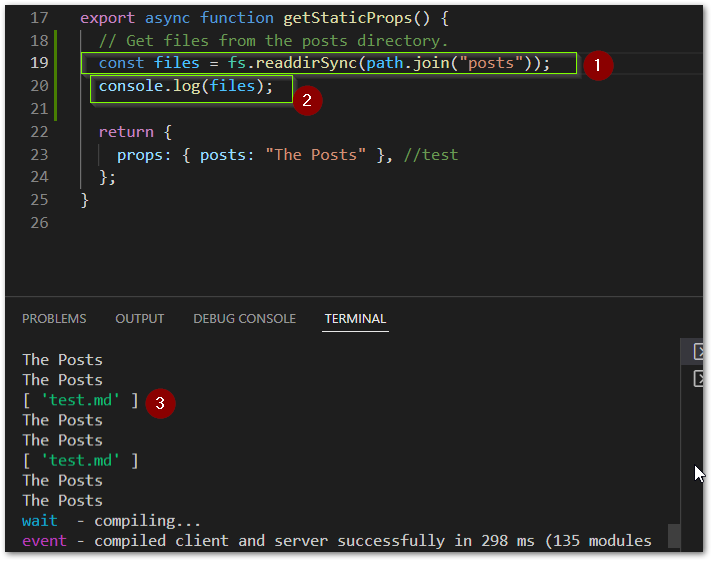 17 export async function getStaticProps() {
18 // Get files from the posts directory.
19 const files = fs.readdirSync(path.join("posts")); 1
20 console.log(files);
21 2
22 return {
23 props: { posts: "The Posts" }, //test
24 };
25 }
26
PROBLEMS OUTPUT DEBUG CONSOLE TERMINAL
The Posts
The Posts
[ 'test.md' ] 3
The Posts
The Posts
[ 'test.md' ]
The Posts
The Posts
wait - compiling...
event - compiled client and server successfully in 298 ms (135 modules